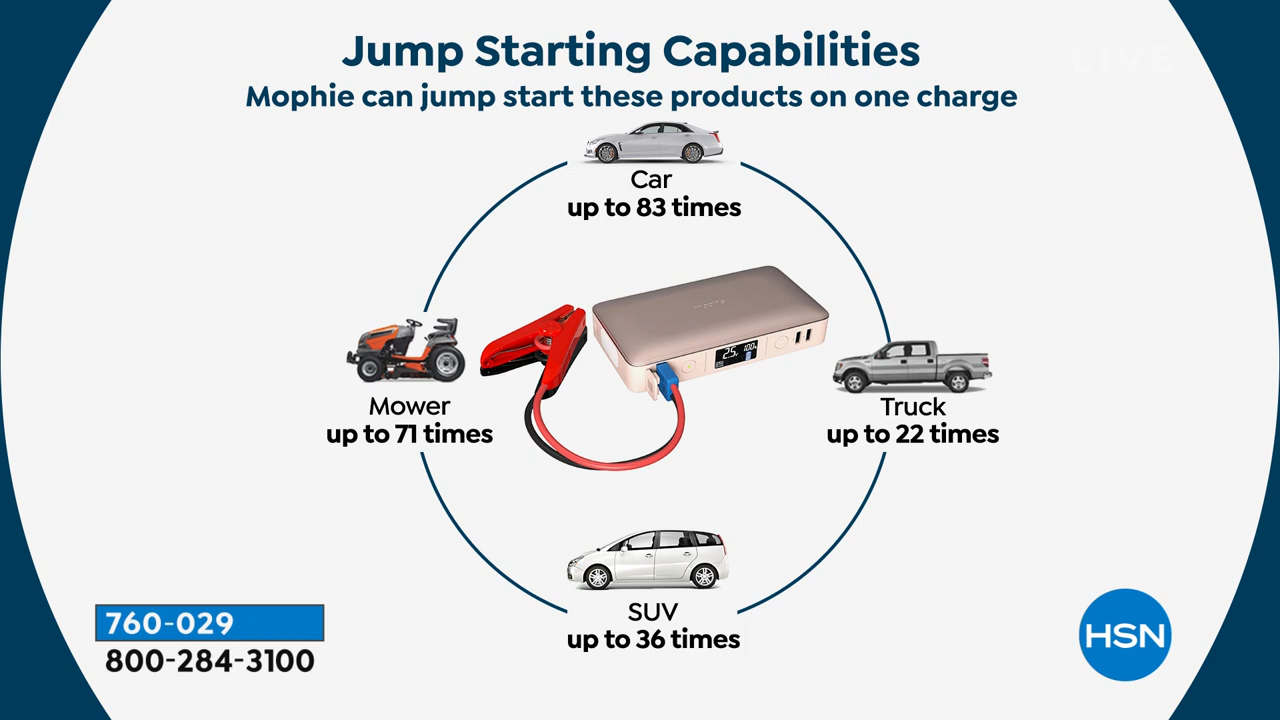 Jump Starting Capabilities
LIVE
Mophie can jump start these products on one charge
Car
up to 83 times
Mower
up to 71 times
Truck
up to 22 times
SUV
up to 36 times
760-029
800-284-3100
HSN